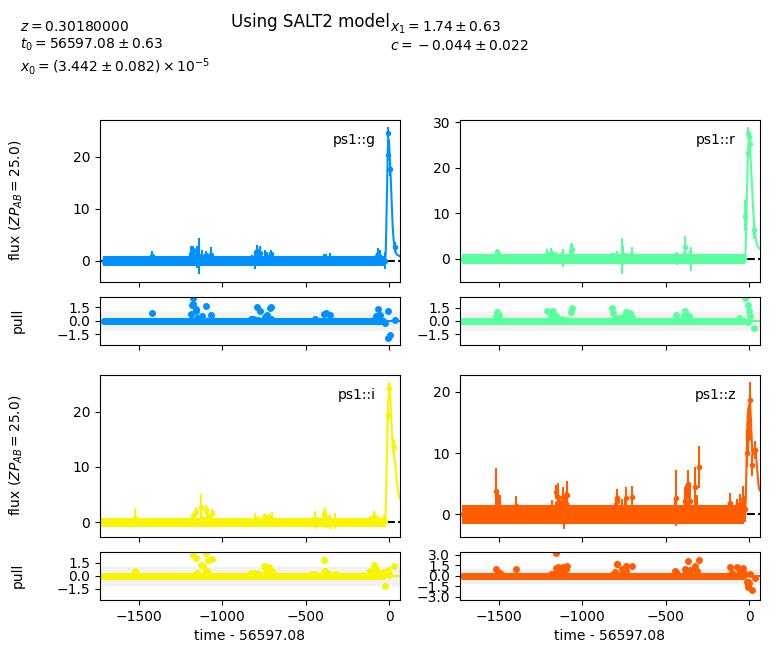 Using SALT2 model
z = 0.30180000
t₀ = 56597.08 ± 0.63
x₀ = (3.442 ± 0.082) × 10⁻⁵
x₁ = 1.74 ± 0.63
c = −0.044 ± 0.022
flux (ZP_AB = 25.0)
ps1::g
20
10
0
ps1::r
30
20
10
0
pull
1.5
0.0
−1.5
1.5
0.0
−1.5
flux (ZP_AB = 25.0)
ps1::i
20
10
0
ps1::z
20
10
0
pull
1.5
0.0
−1.5
3.0
1.5
0.0
−1.5
−3.0
−1500 −1000 −500 0
−1500 −1000 −500 0
time - 56597.08
time - 56597.08